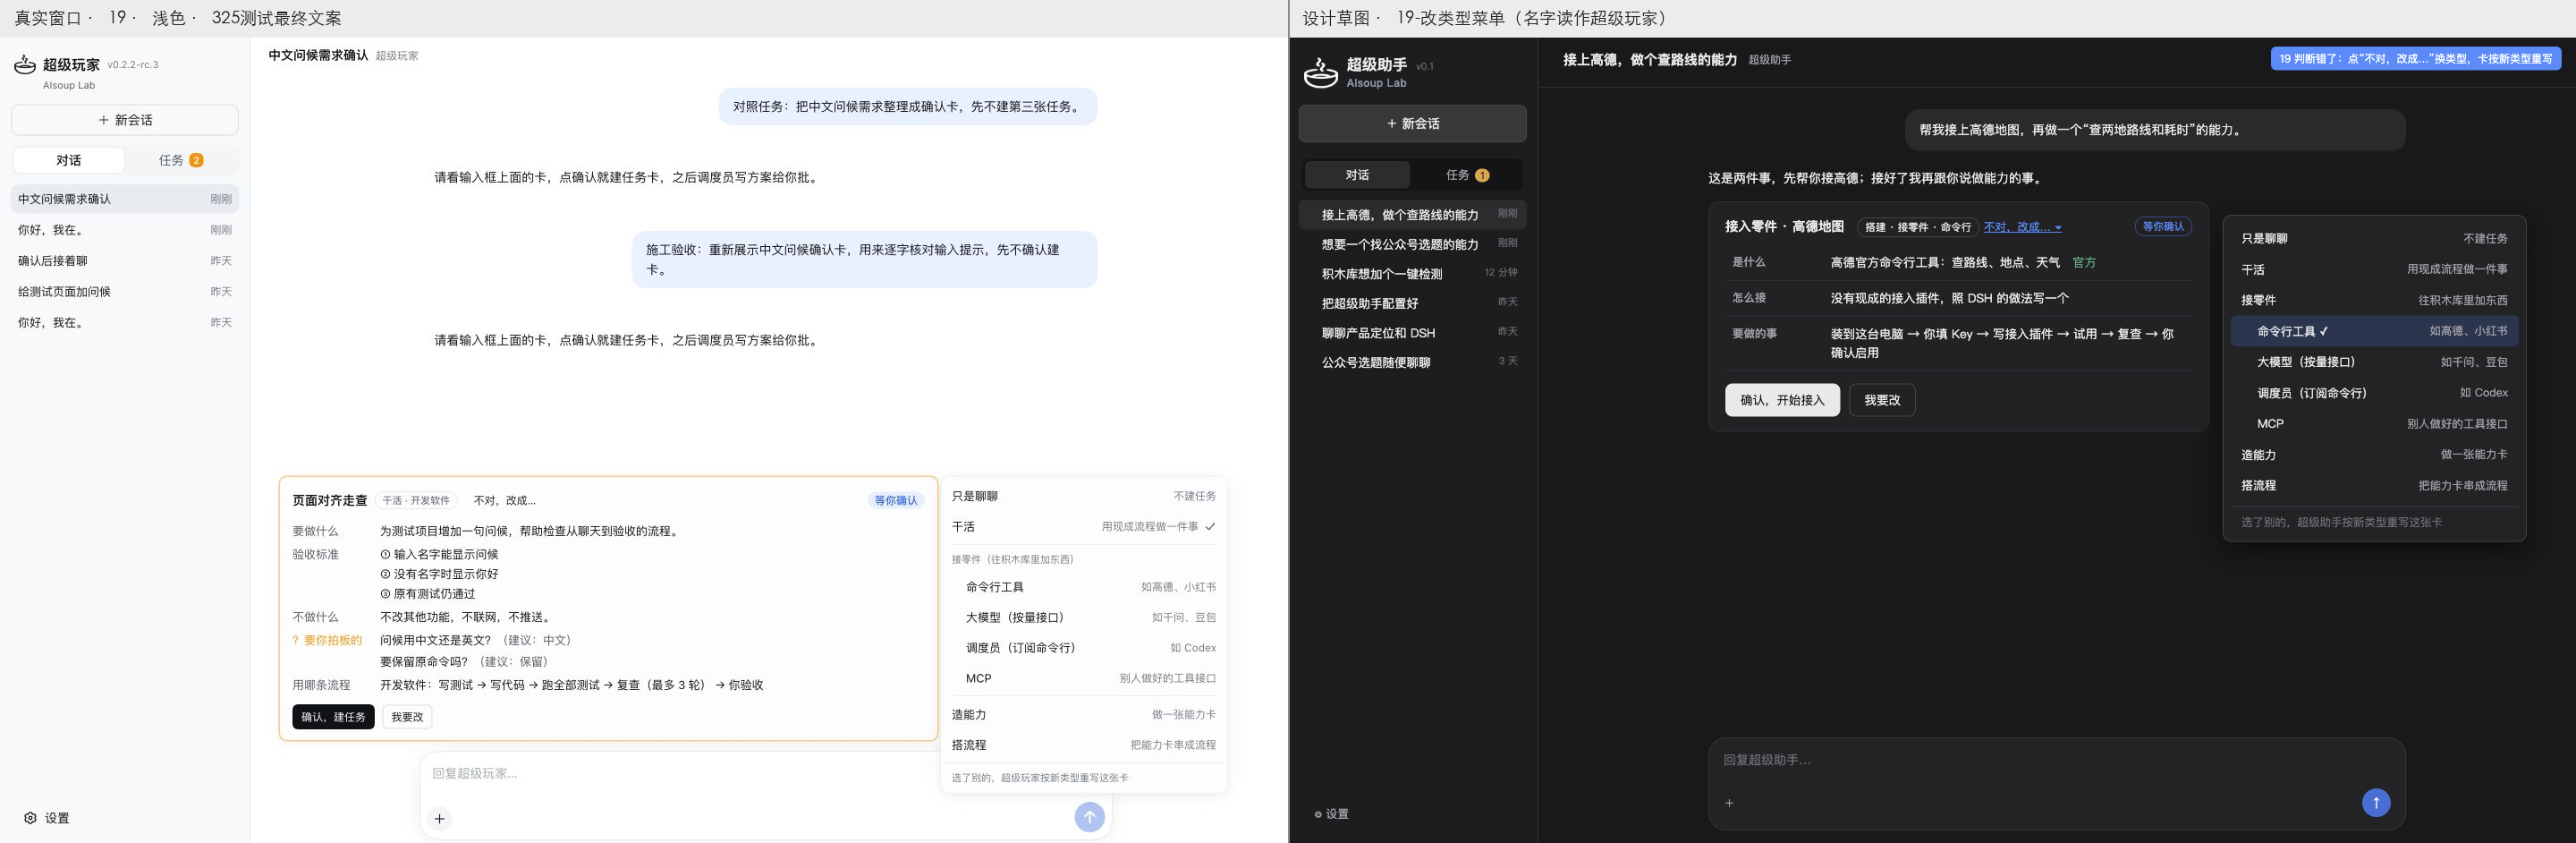 真实窗口 · 19 · 浅色 · 325测试最终文案
超级玩家 v0.2.2-rc.3
AIsoup Lab
+ 新会话
对话 任务 2
中文问候需求确认 刚刚
你好，我在。 刚刚
确认后接着聊 昨天
给测试页面加问候 昨天
你好，我在。 昨天
设置
中文问候需求确认 超级玩家
对照任务：把中文问候需求整理成确认卡，先不建第三张任务。
请看输入框上面的卡，点确认就建任务卡，之后调度员写方案给你批。
施工验收：重新展示中文问候确认卡，用来逐字核对输入提示，先不确认建
卡。
请看输入框上面的卡，点确认就建任务卡，之后调度员写方案给你批。
页面对齐走查 干活 · 开发软件 不对，改成... 等你确认
要做什么 为测试项目增加一句问候，帮助检查从聊天到验收的流程。
验收标准 ① 输入名字能显示问候
② 没有名字时显示你好
③ 原有测试仍通过
不做什么 不改其他功能，不联网，不推送。
? 要你拍板的 问候用中文还是英文？（建议：中文）
要保留原命令吗？（建议：保留）
用哪条流程 开发软件：写测试 → 写代码 → 跑全部测试 → 复查（最多 3 轮） → 你验收
确认，建任务 我要改
只是聊聊 不建任务
干活 用现成流程做一件事 ✓
接零件（往积木库里加东西）
命令行工具 如高德、小红书
大模型（按量接口） 如千问、豆包
调度员（订阅命令行） 如 Codex
MCP 别人做好的工具接口
造能力 做一张能力卡
搭流程 把能力卡串成流程
选了别的，超级玩家按新类型重写这张卡
回复超级玩家...
+
设计草图 · 19-改类型菜单（名字读作超级玩家）
超级助手 v0.1
AIsoup Lab
+ 新会话
对话 任务 1
接上高德，做个查路线的能力 刚刚
想要一个找公众号选题的能力 刚刚
积木库想加个一键检测 12 分钟
把超级助手配置好 昨天
聊聊产品定位和 DSH 昨天
公众号选题随便聊聊 3 天
设置
接上高德，做个查路线的能力 超级助手
19 判断错了：点“不对，改成…”换类型，卡按新类型重写
帮我接上高德地图，再做一个“查两地路线和耗时”的能力。
这是两件事，先帮你接高德；接好了我再跟你说做能力的事。
接入零件 · 高德地图 搭建 · 接零件 · 命令行 不对，改成… ▾ 等你确认
是什么 高德官方命令行工具：查路线、地点、天气 官方
怎么接 没有现成的接入插件，照 DSH 的做法写一个
要做的事 装到这台电脑 → 你填 Key → 写接入插件 → 试用 → 复查 → 你
确认启用
确认，开始接入 我要改
只是聊聊 不建任务
干活 用现成流程做一件事
接零件 往积木库里加东西
命令行工具 ✓ 如高德、小红书
大模型（按量接口） 如千问、豆包
调度员（订阅命令行） 如 Codex
MCP 别人做好的工具接口
造能力 做一张能力卡
搭流程 把能力卡串成流程
选了别的，超级助手按新类型重写这张卡
回复超级助手…
+